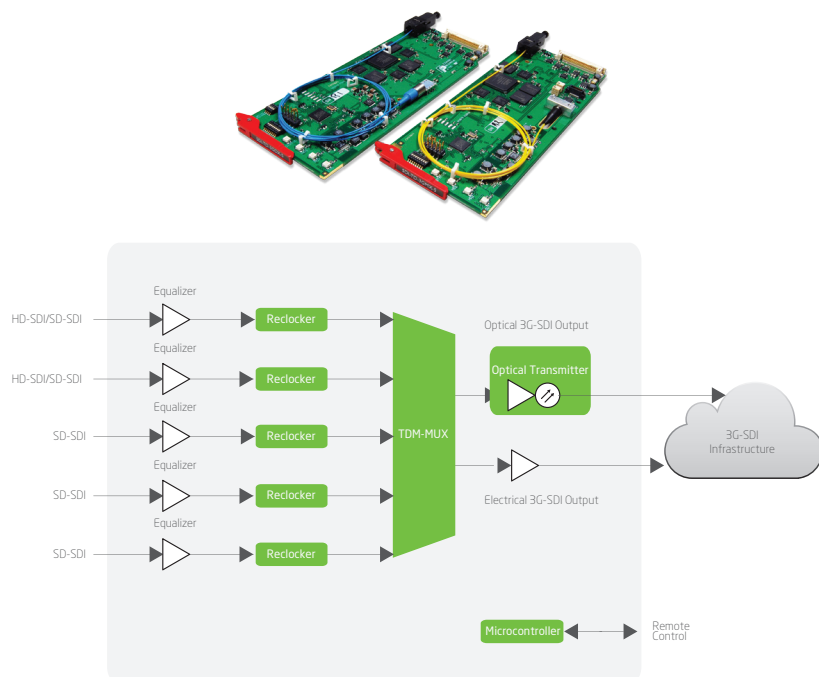 Equalizer
HD-SDI/SD-SDI
Reclocker
Optical 3G-SDI Output
Equalizer
HD-SDI/SD-SDI
Reclocker
Optical Transmitter
Equalizer
SD-SDI
Reclocker
TDM-MUX
3G-SDI
Infrastructure
Equalizer
SD-SDI
Reclocker
Electrical 3G-SDI Output
Equalizer
SD-SDI
Reclocker
Microcontroller
Remote
Control